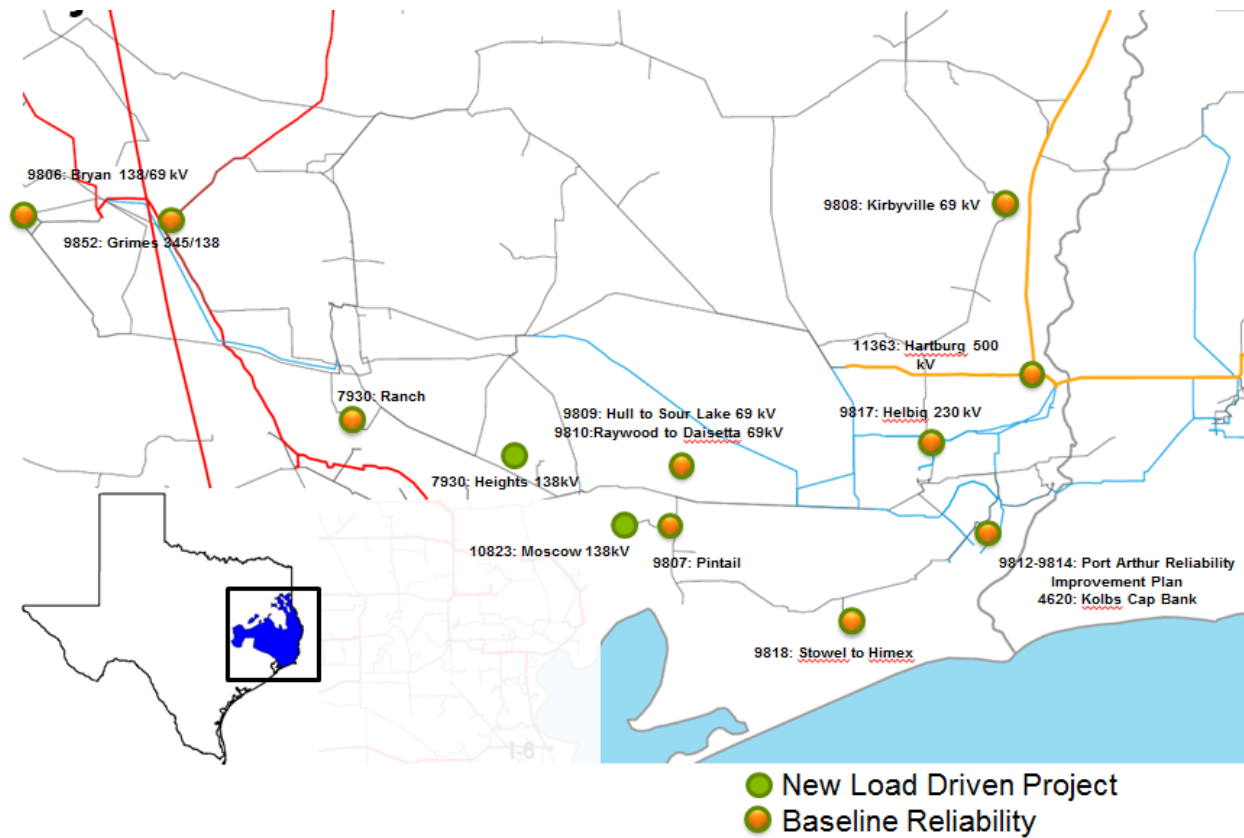 9806: Bryan 138/69 kV
9852: Grimes 345/138
9808: Kirbyville 69 kV
11363: Hartburg 500
kV
7930: Ranch
9809: Hull to Sour Lake 69 kV
9810:Raywood to Daisetta 69kV
9817: Helbig 230 kV
7930: Heights 138kV
10823: Moscow 138kV
9807: Pintail
9812-9814: Port Arthur Reliability
Improvement Plan
4620: Kolbs Cap Bank
9818: Stowel to Himex
I-6
New Load Driven Project
Baseline Reliability